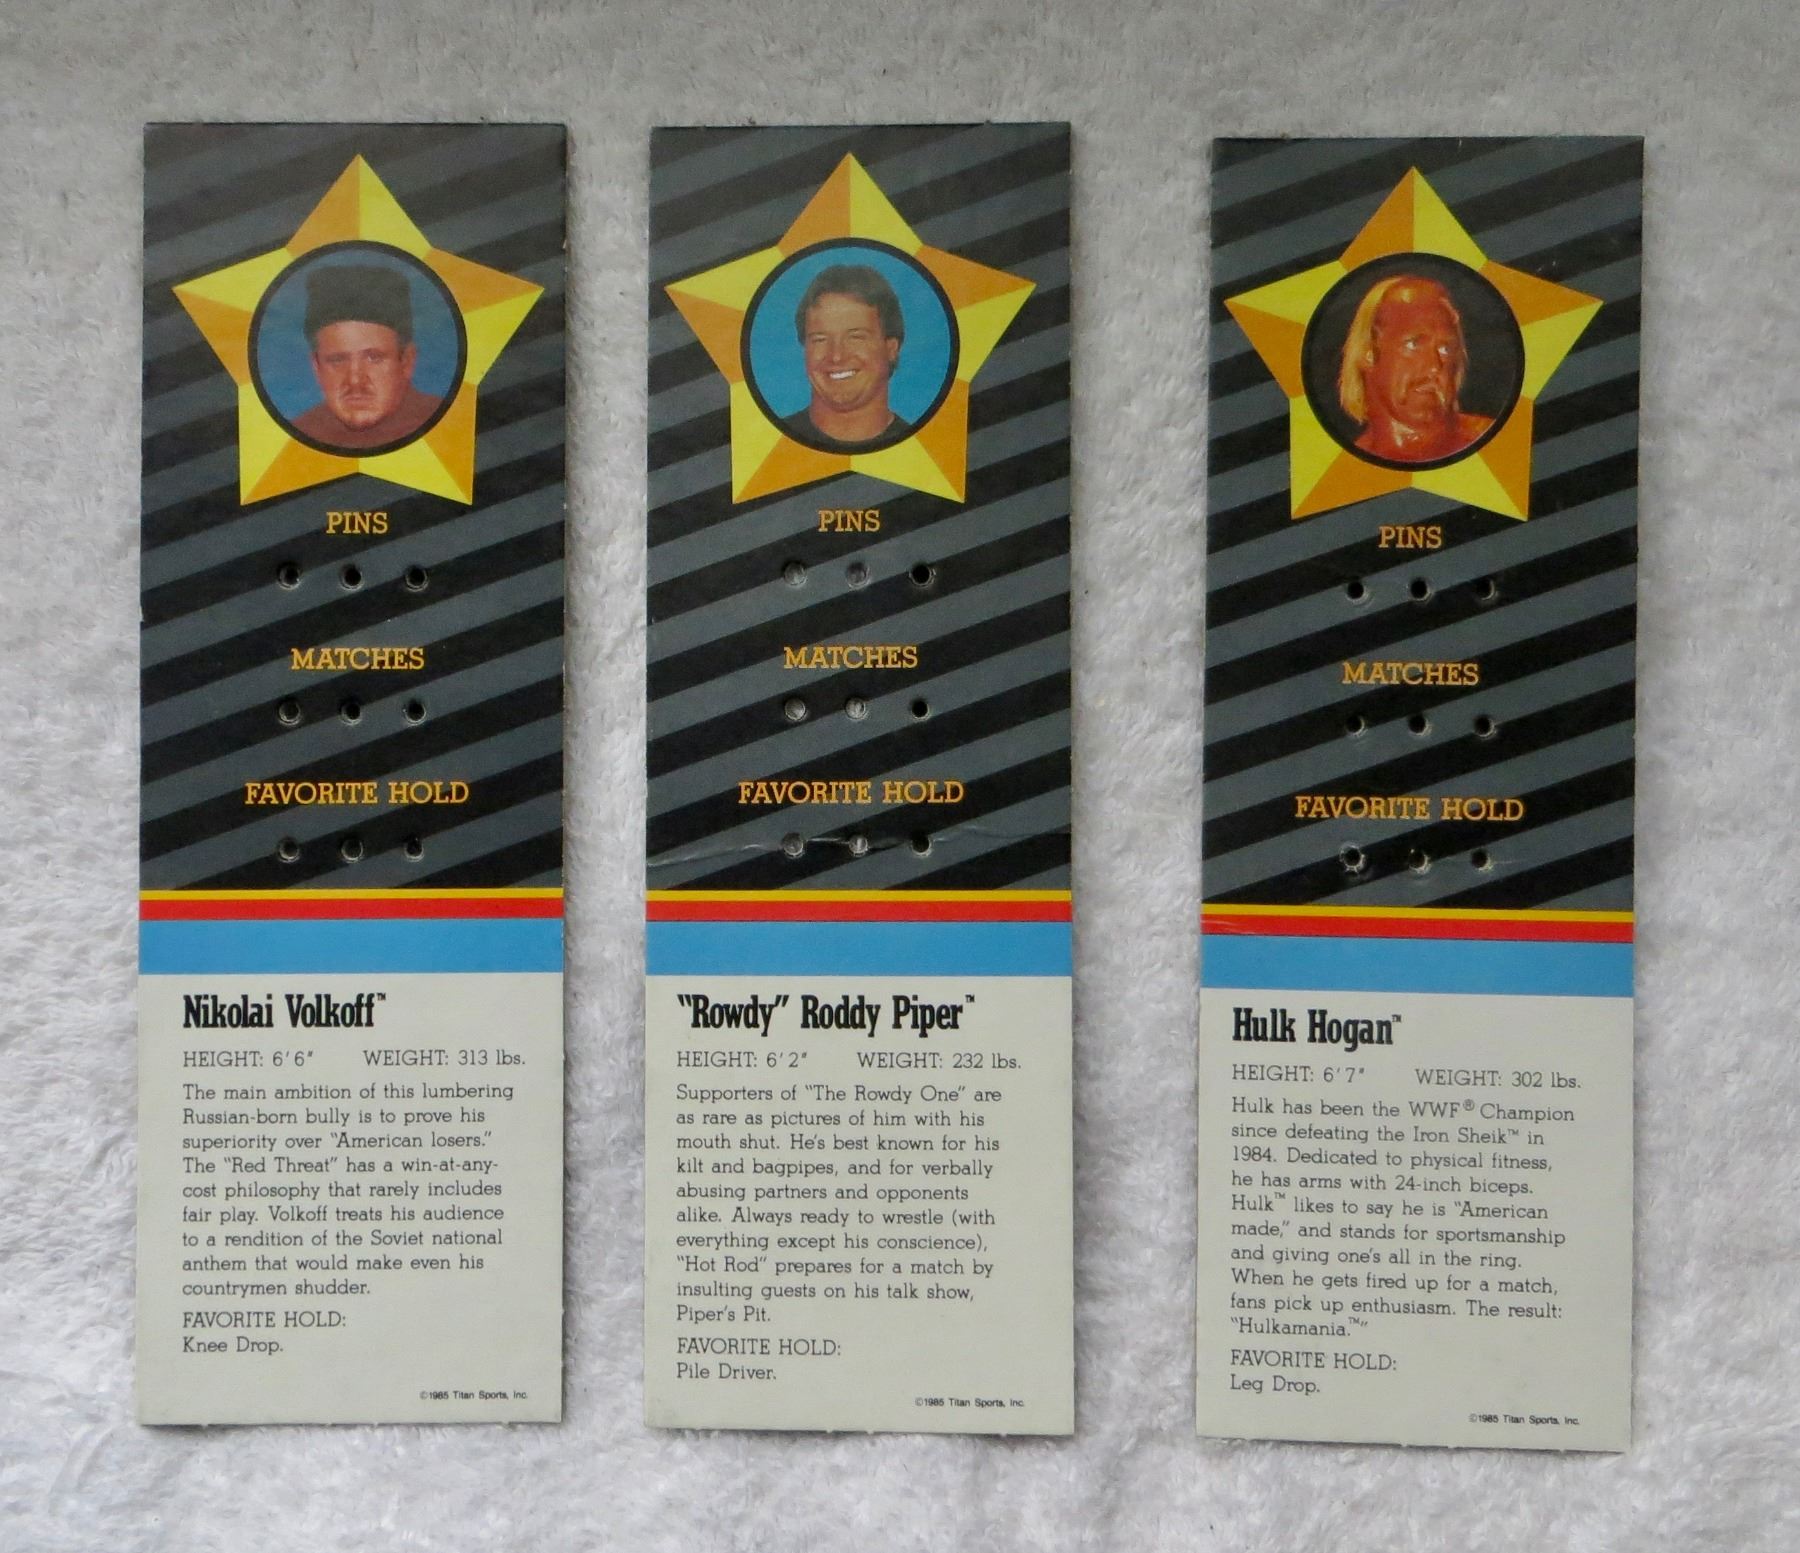 PINS
MATCHES
FAVORITE HOLD
Nikolai Volkoff™
HEIGHT: 6'6" WEIGHT: 313 lbs.
The main ambition of this lumbering
Russian-born bully is to prove his
superiority over "American losers."
The "Red Threat" has a win-at-any-
cost philosophy that rarely includes
fair play. Volkoff treats his audience
to a rendition of the Soviet national
anthem that would make even his
countrymen shudder.
FAVORITE HOLD:
Knee Drop.
©1985 Titan Sports, Inc.
PINS
MATCHES
FAVORITE HOLD
"Rowdy" Roddy Piper™
HEIGHT: 6'2" WEIGHT: 232 lbs.
Supporters of "The Rowdy One" are
as rare as pictures of him with his
mouth shut. He's best known for his
kilt and bagpipes, and for verbally
abusing partners and opponents
alike. Always ready to wrestle (with
everything except his conscience),
"Hot Rod" prepares for a match by
insulting guests on his talk show,
Piper's Pit.
FAVORITE HOLD:
Pile Driver.
©1985 Titan Sports, Inc.
PINS
MATCHES
FAVORITE HOLD
Hulk Hogan™
HEIGHT: 6'7" WEIGHT: 302 lbs.
Hulk has been the WWF® Champion
since defeating the Iron Sheik™ in
1984. Dedicated to physical fitness,
he has arms with 24-inch biceps.
Hulk™ likes to say he is "American
made," and stands for sportsmanship
and giving one's all in the ring.
When he gets fired up for a match,
fans pick up enthusiasm. The result:
"Hulkamania.™"
FAVORITE HOLD:
Leg Drop.
©1985 Titan Sports, Inc.